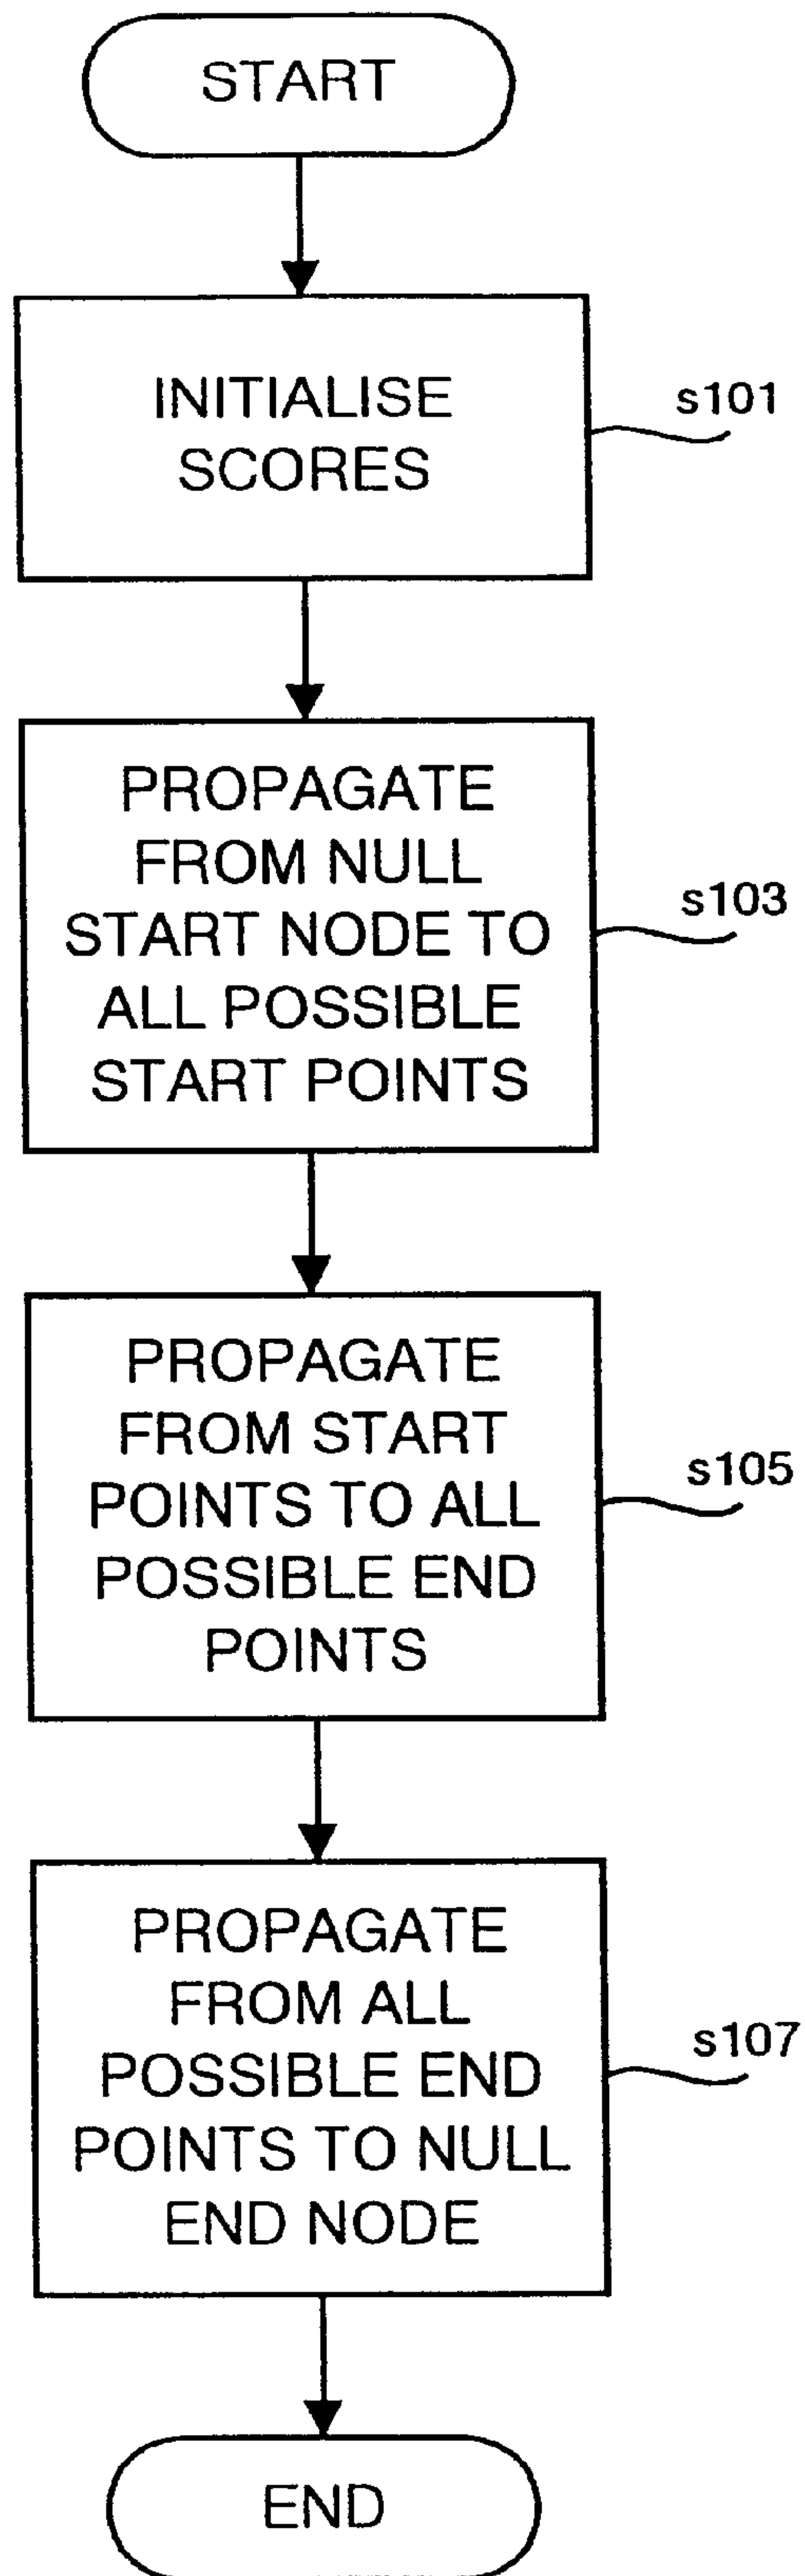 START
INITIALISE
SCORES
s101
PROPAGATE
FROM NULL
START NODE TO
ALL POSSIBLE
START POINTS
s103
PROPAGATE
FROM START
POINTS TO ALL
POSSIBLE END
POINTS
s105
PROPAGATE
FROM ALL
POSSIBLE END
POINTS TO NULL
END NODE
s107
END